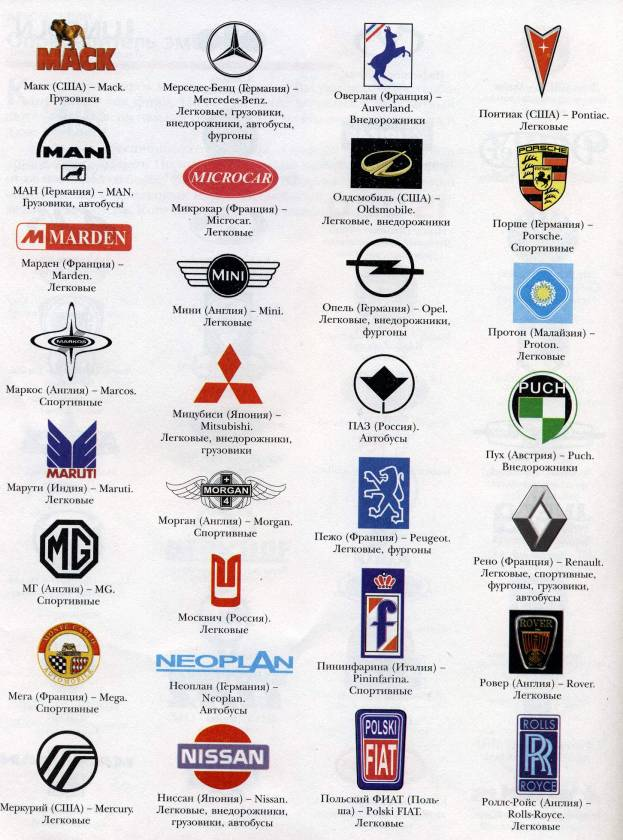 MACK
Макк (США) – Mack.
Грузовики
MAN
МАН (Германия) – MAN.
Грузовики, автобусы
M MARDEN
Марден (Франция) –
Marden.
Легковые
MARKOS
Маркос (Англия) – Marcos.
Спортивные
MARUTI
Марути (Индия) – Maruti.
Легковые
MG
МГ (Англия) – MG.
Спортивные
MONTE CARLO
AUTOMOBILE
Мега (Франция) – Mega.
Спортивные
Меркурий (США) – Mercury.
Легковые
Мерседес-Бенц (Германия) –
Mercedes-Benz.
Легковые, грузовики,
внедорожники, автобусы,
фургоны
MICROCAR
Микрокар (Франция) –
Microcar.
Легковые
MINI
Мини (Англия) – Mini.
Легковые
Мицубиси (Япония) –
Mitsubishi.
Легковые, внедорожники,
грузовики
+
MORGAN
4
Морган (Англия) – Morgan.
Спортивные
Москвич (Россия).
Легковые
NEOPLAN
Неоплан (Германия) –
Neoplan.
Автобусы
NISSAN
Ниссан (Япония) – Nissan.
Легковые, внедорожники,
грузовики, автобусы
Оверлан (Франция) –
Auverland.
Внедорожники
Олдсмобиль (США) –
Oldsmobile.
Легковые, внедорожники
Опель (Германия) – Opel.
Легковые, внедорожники,
фургоны
ПАЗ (Россия).
Автобусы
Пежо (Франция) – Peugeot.
Легковые, фургоны
f
Пининфарина (Италия) –
Pininfarina.
Спортивные
POLSKI
FIAT
Польский ФИАТ (Поль-
ша) – Polski FIAT.
Легковые
Понтиак (США) – Pontiac.
Легковые
PORSCHE
Порше (Германия) –
Porsche.
Спортивные
Протон (Малайзия) –
Proton.
Легковые
PUCH
Пух (Австрия) – Puch.
Внедорожники
Рено (Франция) – Renault.
Легковые, спортивные,
фургоны, грузовики,
автобусы
ROVER
Ровер (Англия) – Rover.
Легковые
ROLLS
RR
ROYCE
Роллс-Ройс (Англия) –
Rolls-Royce.
Легковые